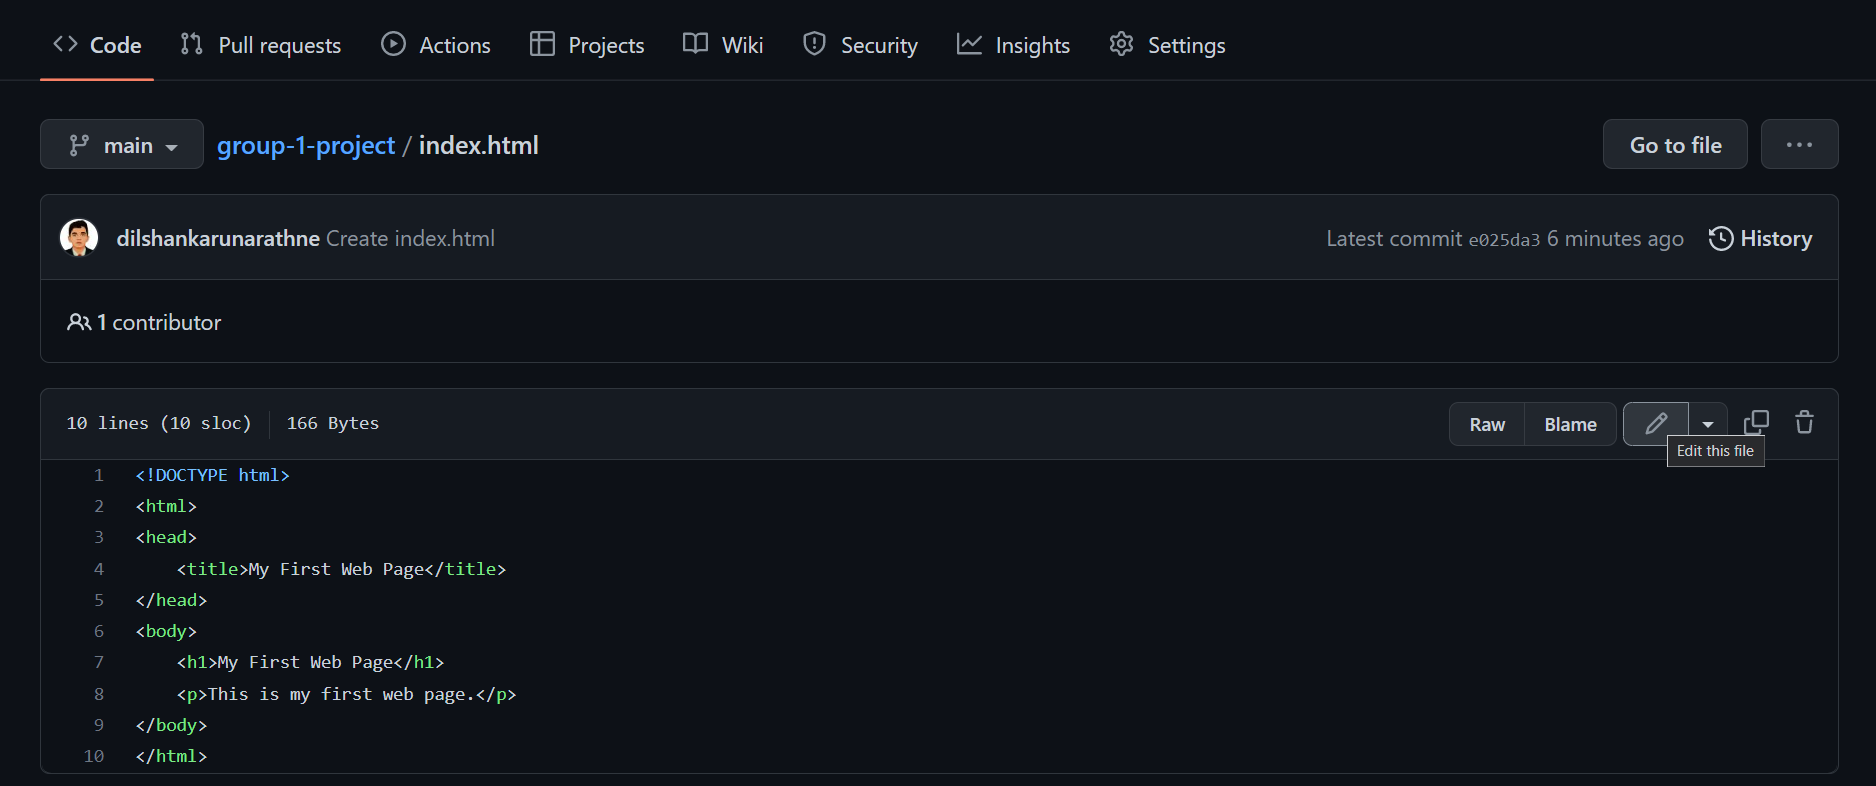 Code Pull requests Actions Projects Wiki Security Insights Settings
main group-1-project / index.html Go to file ...
dilshankarunarathne Create index.html Latest commit e025da3 6 minutes ago History
1 contributor
10 lines (10 sloc) 166 Bytes Raw Blame
Edit this file
1 <!DOCTYPE html>
2 <html>
3 <head>
4     <title>My First Web Page</title>
5 </head>
6 <body>
7     <h1>My First Web Page</h1>
8     <p>This is my first web page.</p>
9 </body>
10 </html>